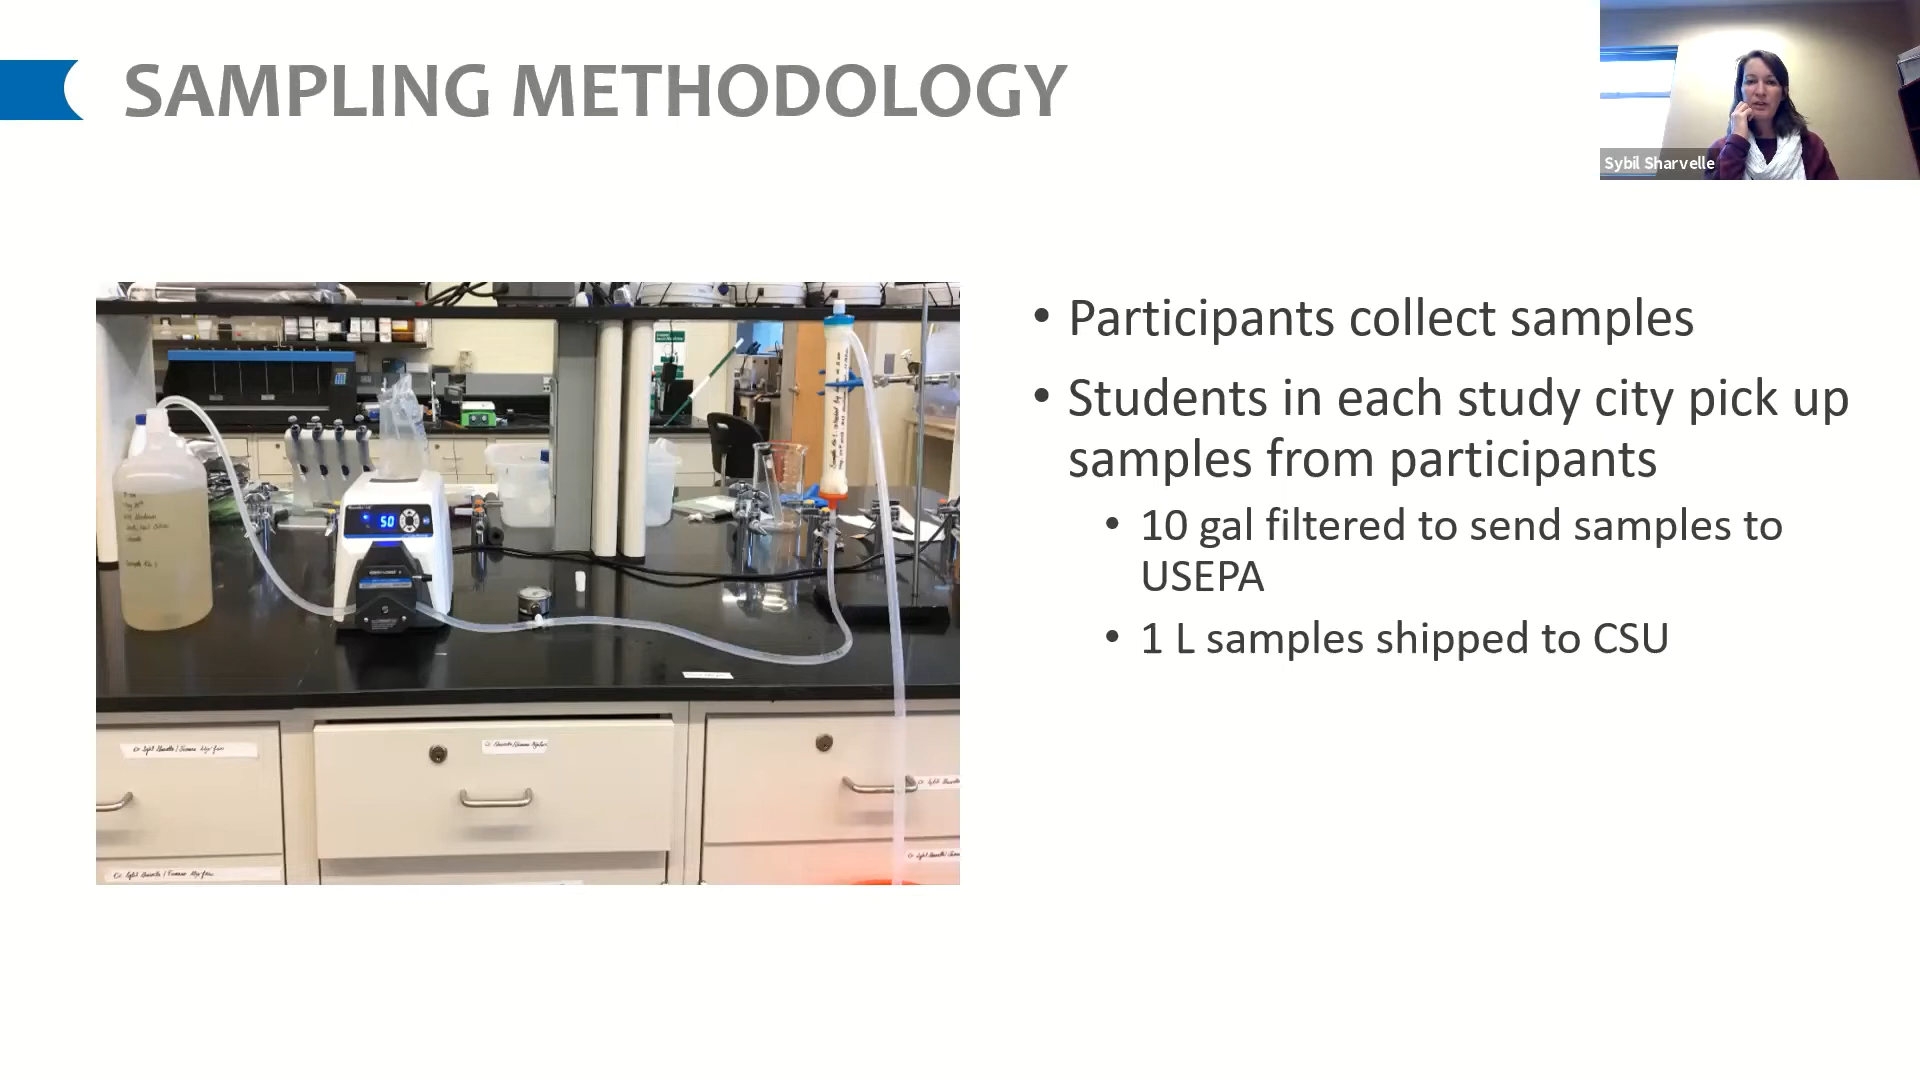 SAMPLING METHODOLOGY
Sybil Sharvelle
• Participants collect samples
• Students in each study city pick up
samples from participants
• 10 gal filtered to send samples to
USEPA
• 1 L samples shipped to CSU
50